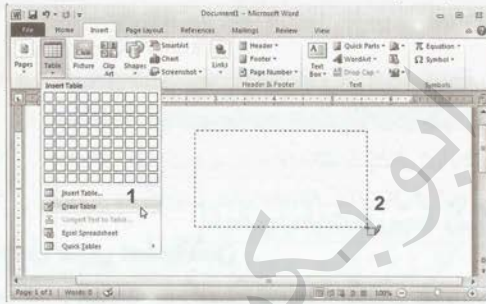 Document1 - Microsoft Word
File Home Insert Page Layout References Mailings Review View
Pages Table Picture Clip Art Shapes SmartArt Chart Screenshot Links Header Footer Page Number Text Box Quick Parts WordArt Drop Cap Equation Symbol
Header & Footer Text Symbols
Insert Table
Insert Table...
Draw Table 1
Convert Text to Table...
Excel Spreadsheet
Quick Tables
2
Page: 1 of 1 Words: 0 100%